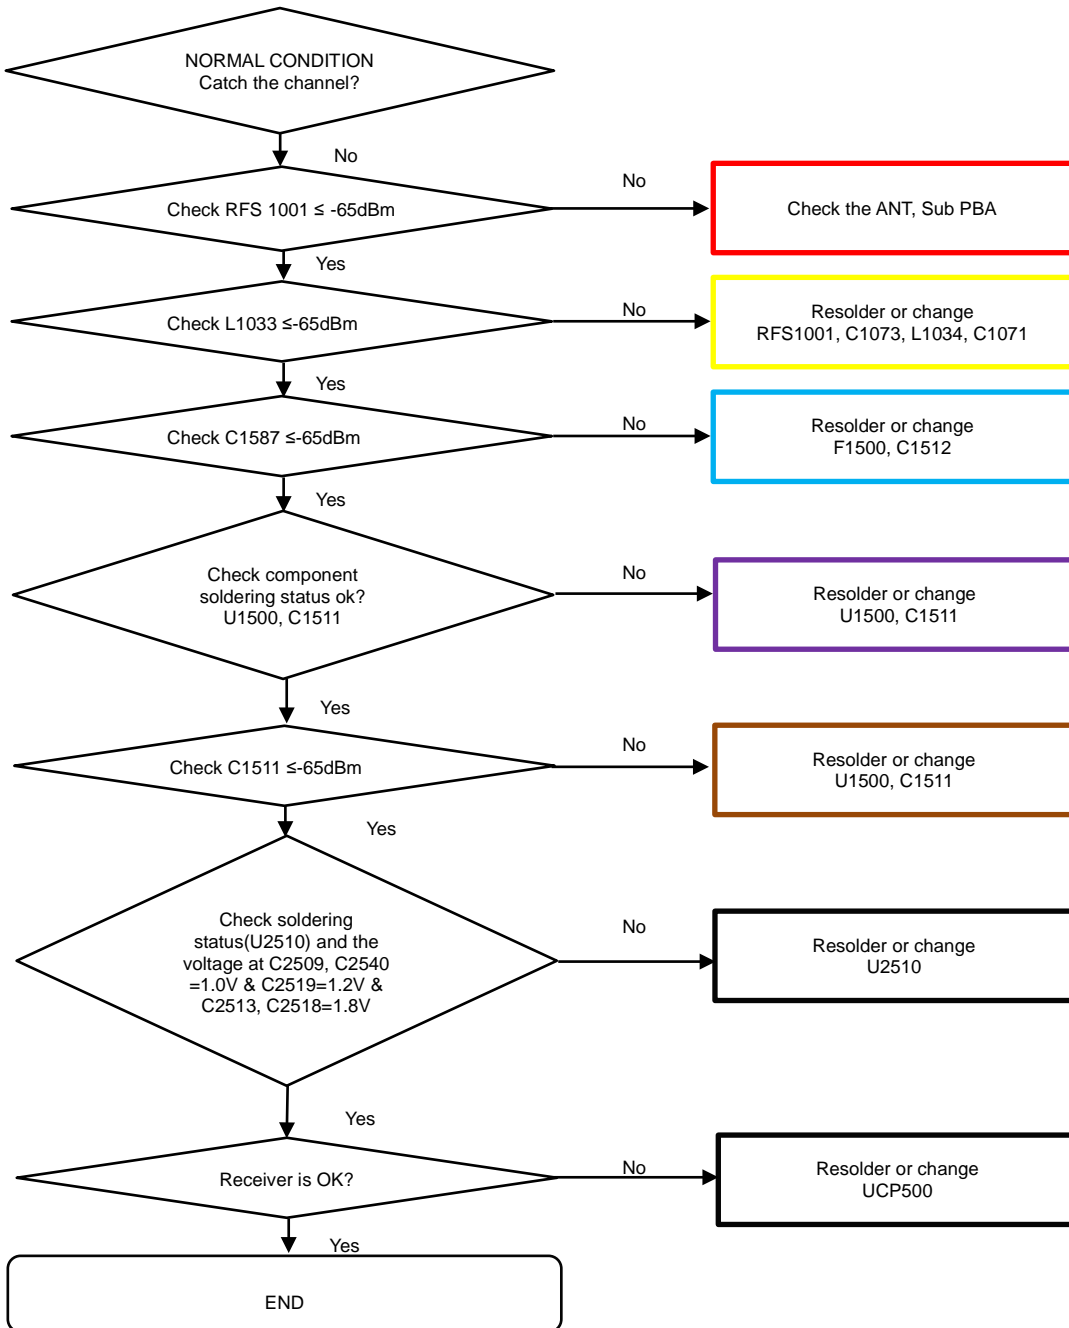 NORMAL CONDITION
Catch the channel?
No
Check RFS 1001 ≤ -65dBm
No
Check the ANT, Sub PBA
Yes
Check L1033 ≤-65dBm
No
Resolder or change
RFS1001, C1073, L1034, C1071
Yes
Check C1587 ≤-65dBm
No
Resolder or change
F1500, C1512
Yes
Check component
soldering status ok?
U1500, C1511
No
Resolder or change
U1500, C1511
Yes
Check C1511 ≤-65dBm
No
Resolder or change
U1500, C1511
Yes
Check soldering
status(U2510) and the
voltage at C2509, C2540
=1.0V & C2519=1.2V &
C2513, C2518=1.8V
No
Resolder or change
U2510
Yes
Receiver is OK?
No
Resolder or change
UCP500
Yes
END